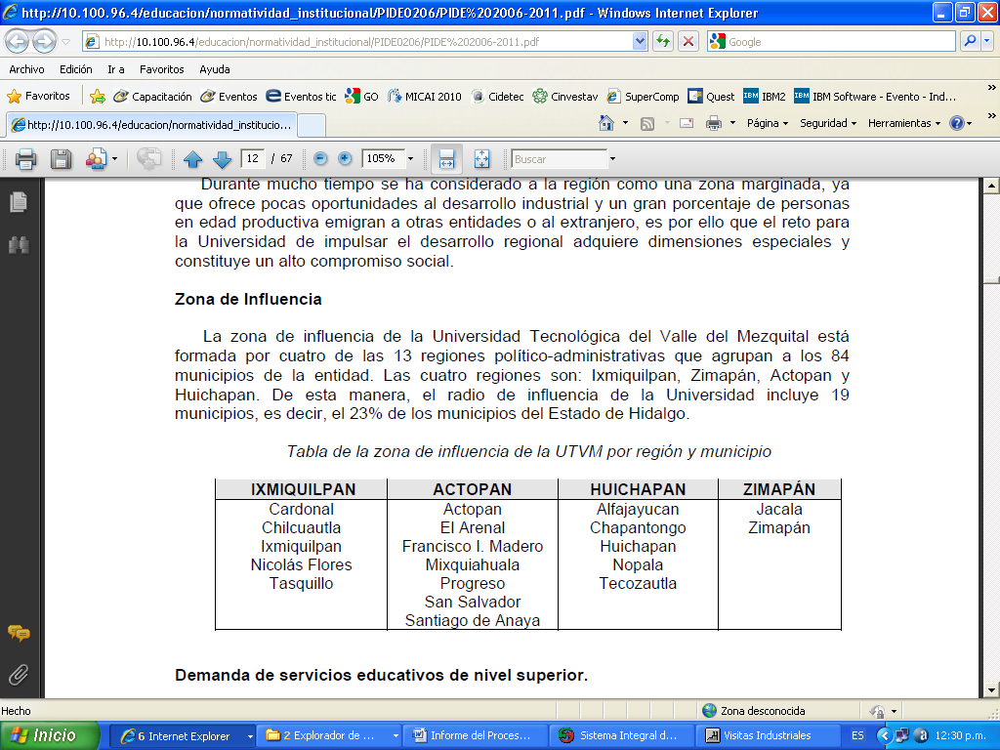 http://10.100.96.4/educacion/normatividad_institucional/PIDE0206/PIDE%202006-2011.pdf - Windows Internet Explorer
http://10.100.96.4/educacion/normatividad_institucional/PIDE0206/PIDE%202006-2011.pdf
Google
Archivo Edición Ir a Favoritos Ayuda
Favoritos Capacitación Eventos Eventos tic GO MICAI 2010 Cidetec Cinvestav SuperComp Quest IBM2 IBM Software - Evento - Ind...
http://10.100.96.4/educacion/normatividad_institucio... Página Seguridad Herramientas
12 / 67 105% Buscar
Durante mucho tiempo se ha considerado a la región como una zona marginada, ya
que ofrece pocas oportunidades al desarrollo industrial y un gran porcentaje de personas
en edad productiva emigran a otras entidades o al extranjero, es por ello que el reto para
la Universidad de impulsar el desarrollo regional adquiere dimensiones especiales y
constituye un alto compromiso social.
Zona de Influencia
La zona de influencia de la Universidad Tecnológica del Valle del Mezquital está
formada por cuatro de las 13 regiones político-administrativas que agrupan a los 84
municipios de la entidad. Las cuatro regiones son: Ixmiquilpan, Zimapán, Actopan y
Huichapan. De esta manera, el radio de influencia de la Universidad incluye 19
municipios, es decir, el 23% de los municipios del Estado de Hidalgo.
Tabla de la zona de influencia de la UTVM por región y municipio
IXMIQUILPAN ACTOPAN HUICHAPAN ZIMAPÁN
Cardonal Actopan Alfajayucan Jacala
Chilcuautla El Arenal Chapantongo Zimapán
Ixmiquilpan Francisco I. Madero Huichapan
Nicolás Flores Mixquiahuala Nopala
Tasquillo Progreso Tecozautla
San Salvador
Santiago de Anaya
Demanda de servicios educativos de nivel superior.
Hecho Zona desconocida
Inicio 6 Internet Explorer 2 Explorador de ... Informe del Proces... Sistema Integral d... Visitas Industriales ES 12:30 p.m.